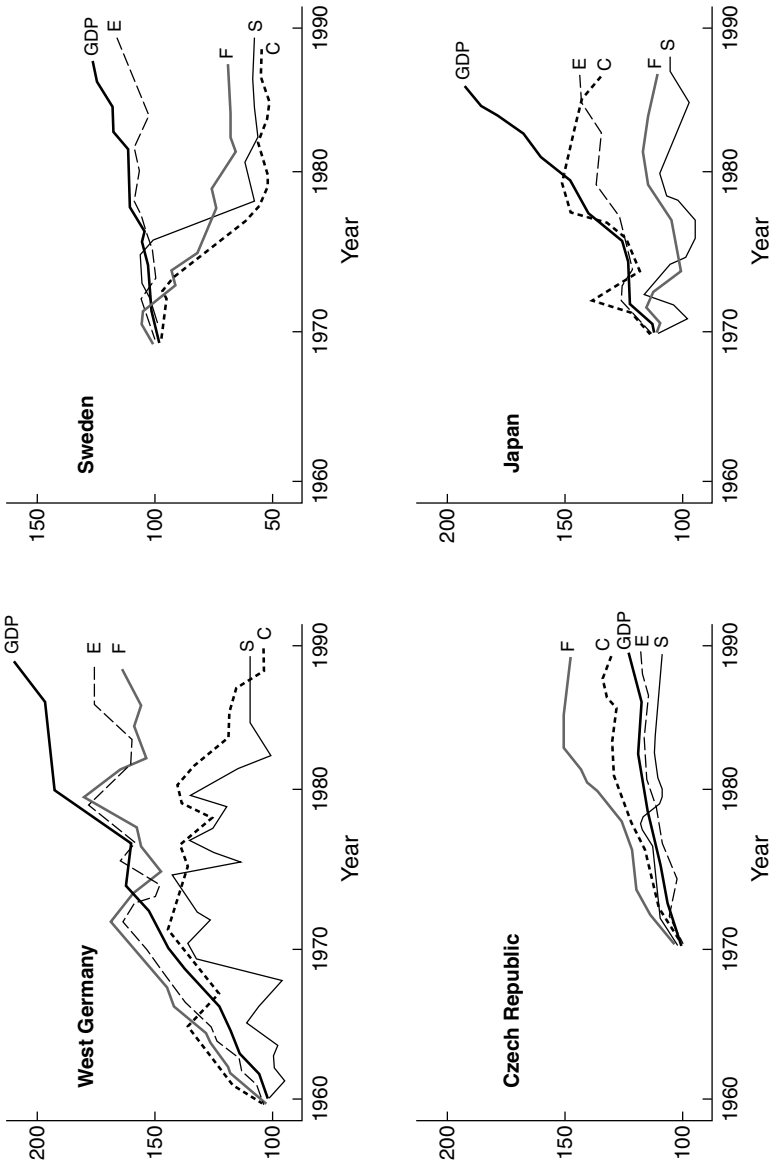 West Germany
200
150
100
1960
1970
1980
1990
Year
GDP
E
F
S
C
Sweden
150
100
50
1960
1970
1980
1990
Year
GDP
E
F
S
C
Czech Republic
200
150
100
1960
1970
1980
1990
Year
F
C
GDP
E
S
Japan
200
150
100
1960
1970
1980
1990
Year
GDP
E
C
F
S